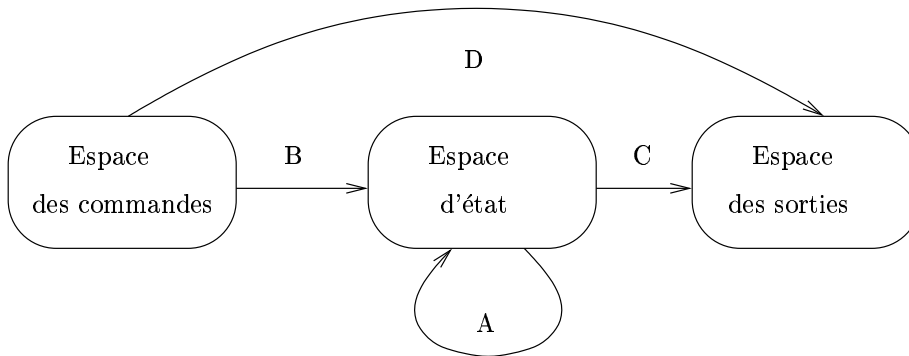 D
Espace
des commandes
B
Espace
d'état
C
Espace
des sorties
A